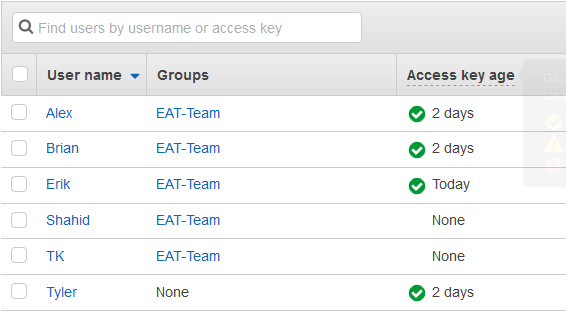 Find users by username or access key
User name Groups Access key age
Alex EAT-Team 2 days
Brian EAT-Team 2 days
Erik EAT-Team Today
Shahid EAT-Team None
TK EAT-Team None
Tyler None 2 days